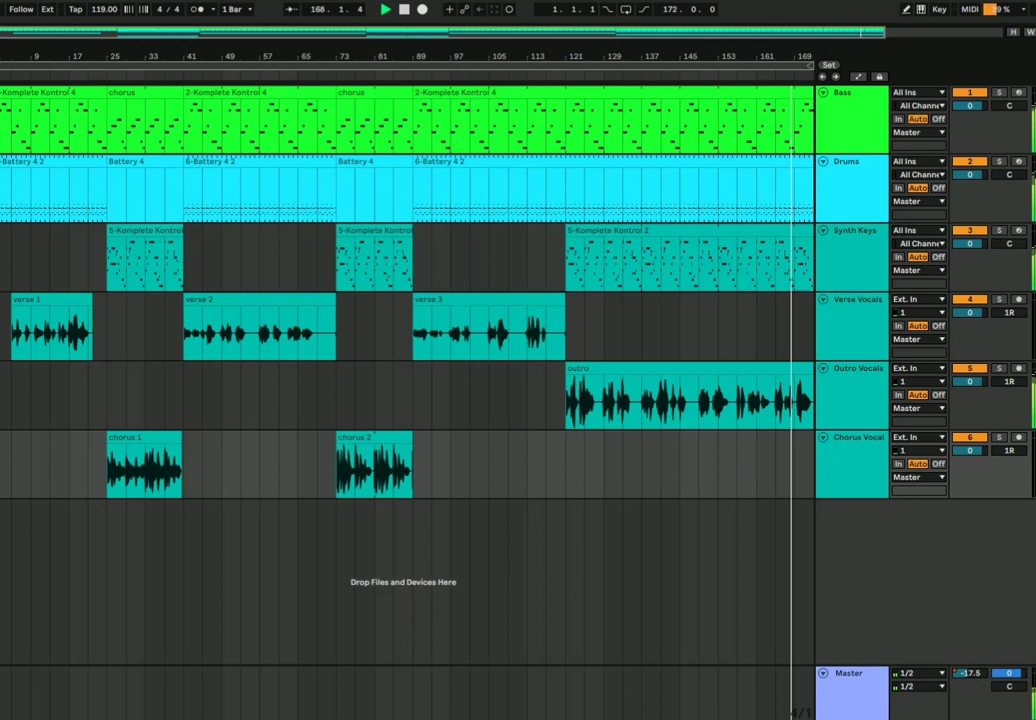 Follow Ext Tap 119.00 4 / 4 1 Bar 168. 1. 4 1. 1. 1 172. 0. 0 Key MIDI 9 %
H W
9 17 25 33 41 49 57 65 73 81 89 97 105 113 121 129 137 145 153 161 169
Set
-Komplete Kontrol 4 chorus 2-Komplete Kontrol 4 chorus 2-Komplete Kontrol 4 Bass All Ins 1 S
All Channe 0 C
In Auto Off
Master
-Battery 4 2 Battery 4 6-Battery 4 2 Battery 4 6-Battery 4 2 Drums All Ins 2 S
All Channe 0 C
In Auto Off
Master
5-Komplete Kontrol 5-Komplete Kontrol 5-Komplete Kontrol 2 Synth Keys All Ins 3 S
All Channe 0 C
In Auto Off
Master
verse 1 verse 2 verse 3 Verse Vocals Ext. In 4 S
1 0 1R
In Auto Off
Master
outro Outro Vocals Ext. In 5 S
1 0 1R
In Auto Off
Master
chorus 1 chorus 2 Chorus Vocal Ext. In 6 S
1 0 1R
In Auto Off
Master
Drop Files and Devices Here
Master 1/2 -17.5 0
1/2 C
4/1